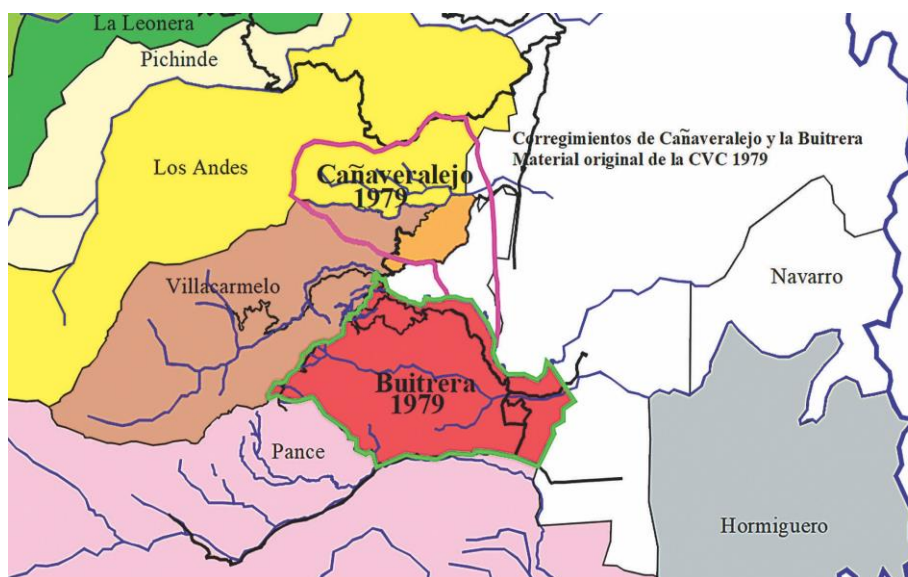 La Leonera
Pichinde
Corregimientos de Cañaveralejo y la Buitrera
Material original de la CVC 1979
Los Andes
Cañaveralejo
1979
Villacarmelo
Navarro
Buitrera
1979
Pance
Hormiguero